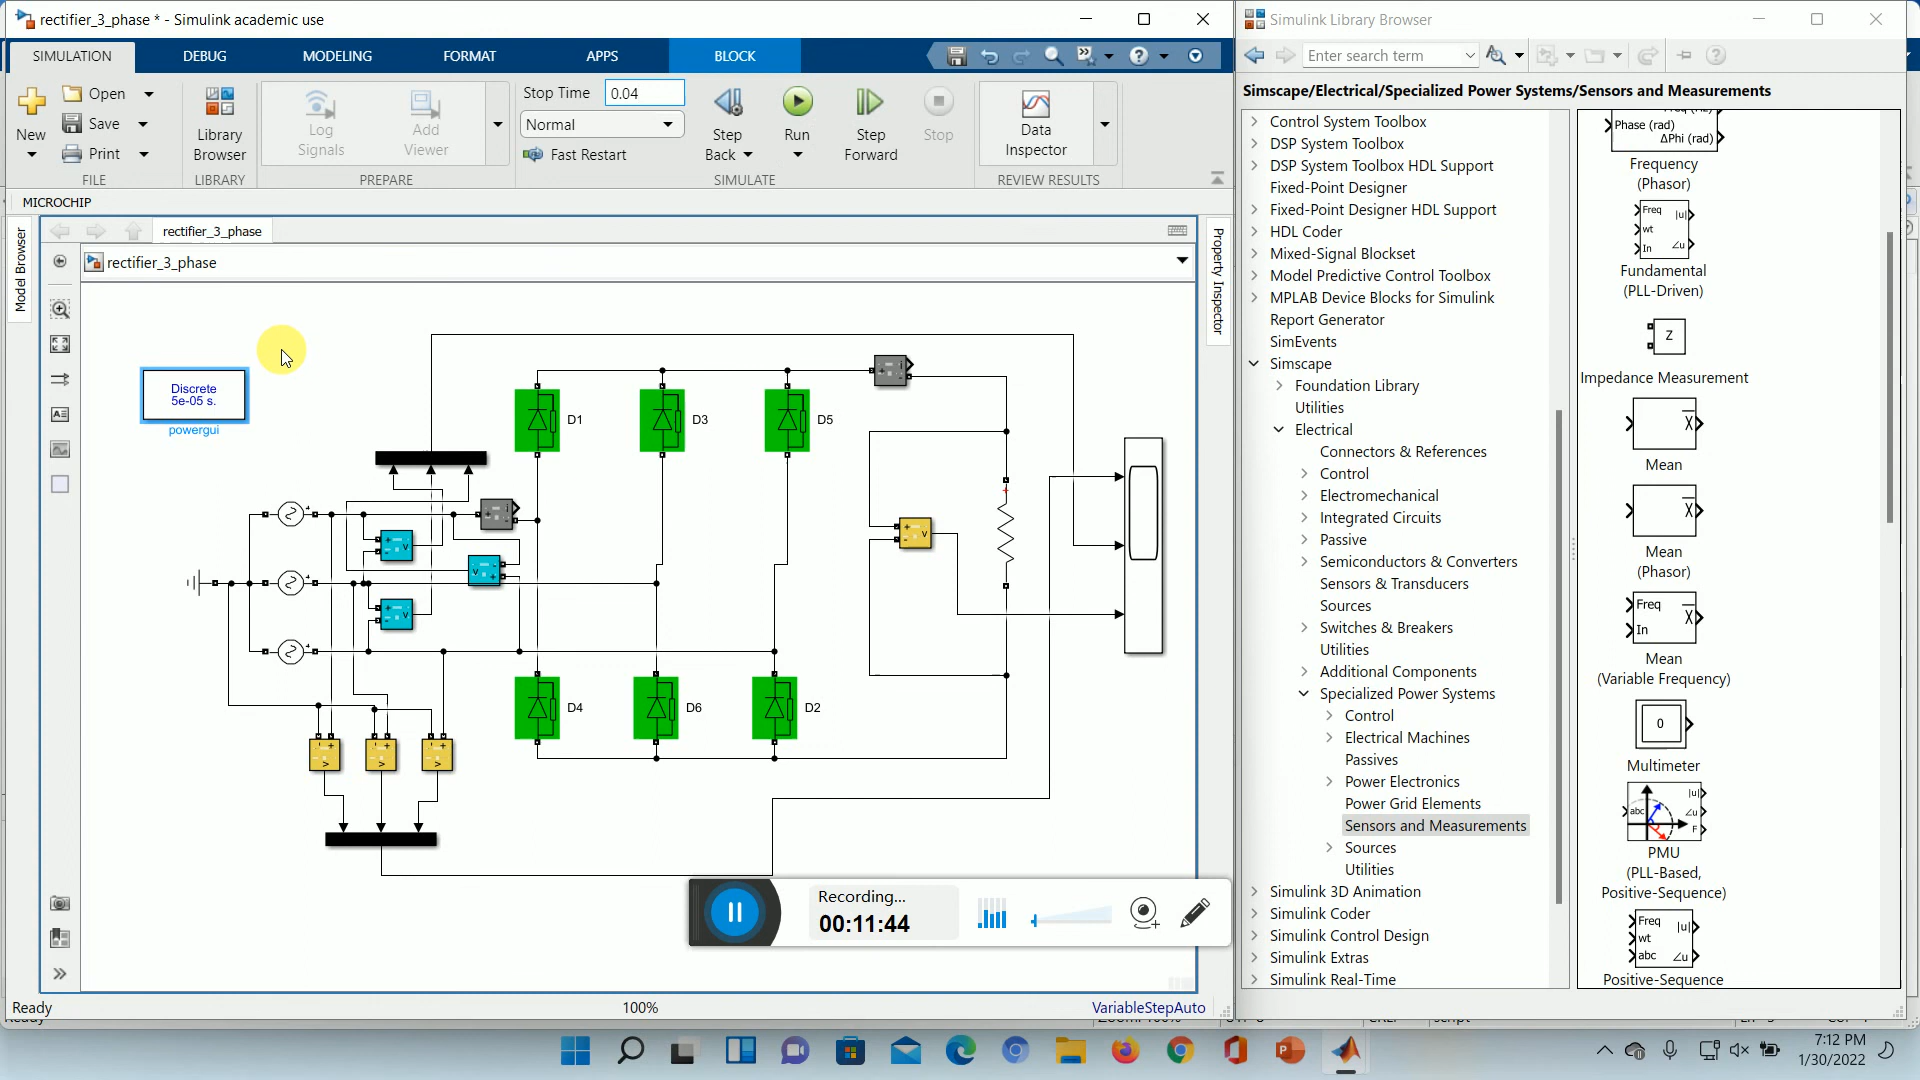 rectifier_3_phase * - Simulink academic use
SIMULATION
DEBUG
MODELING
FORMAT
APPS
BLOCK
New
Open
Save
Print
FILE
Library
Browser
LIBRARY
Log
Signals
Add
Viewer
PREPARE
Stop Time
0.04
Normal
Fast Restart
Step
Back
Run
Step
Forward
Stop
SIMULATE
Data
Inspector
REVIEW RESULTS
MICROCHIP
Model Browser
rectifier_3_phase
rectifier_3_phase
Property Inspector
Discrete
5e-05 s.
powergui
D1
D3
D5
D4
D6
D2
Recording...
00:11:44
Ready
100%
VariableStepAuto
Simulink Library Browser
Enter search term
Simscape/Electrical/Specialized Power Systems/Sensors and Measurements
Control System Toolbox
DSP System Toolbox
DSP System Toolbox HDL Support
Fixed-Point Designer
Fixed-Point Designer HDL Support
HDL Coder
Mixed-Signal Blockset
Model Predictive Control Toolbox
MPLAB Device Blocks for Simulink
Report Generator
SimEvents
Simscape
Foundation Library
Utilities
Electrical
Connectors & References
Control
Electromechanical
Integrated Circuits
Passive
Semiconductors & Converters
Sensors & Transducers
Sources
Switches & Breakers
Utilities
Additional Components
Specialized Power Systems
Control
Electrical Machines
Passives
Power Electronics
Power Grid Elements
Sensors and Measurements
Sources
Utilities
Simulink 3D Animation
Simulink Coder
Simulink Control Design
Simulink Extras
Simulink Real-Time
Phase (rad)
ΔPhi (rad)
Frequency
(Phasor)
Freq
|u|
wt
In
∠u
Fundamental
(PLL-Driven)
Z
Impedance Measurement
X
Mean
X
Mean
(Phasor)
Freq
In
X
Mean
(Variable Frequency)
0
Multimeter
abc
|u|
∠u
F
PMU
(PLL-Based,
Positive-Sequence)
Freq
|u|
wt
abc
∠u
Positive-Sequence
7:12 PM
1/30/2022